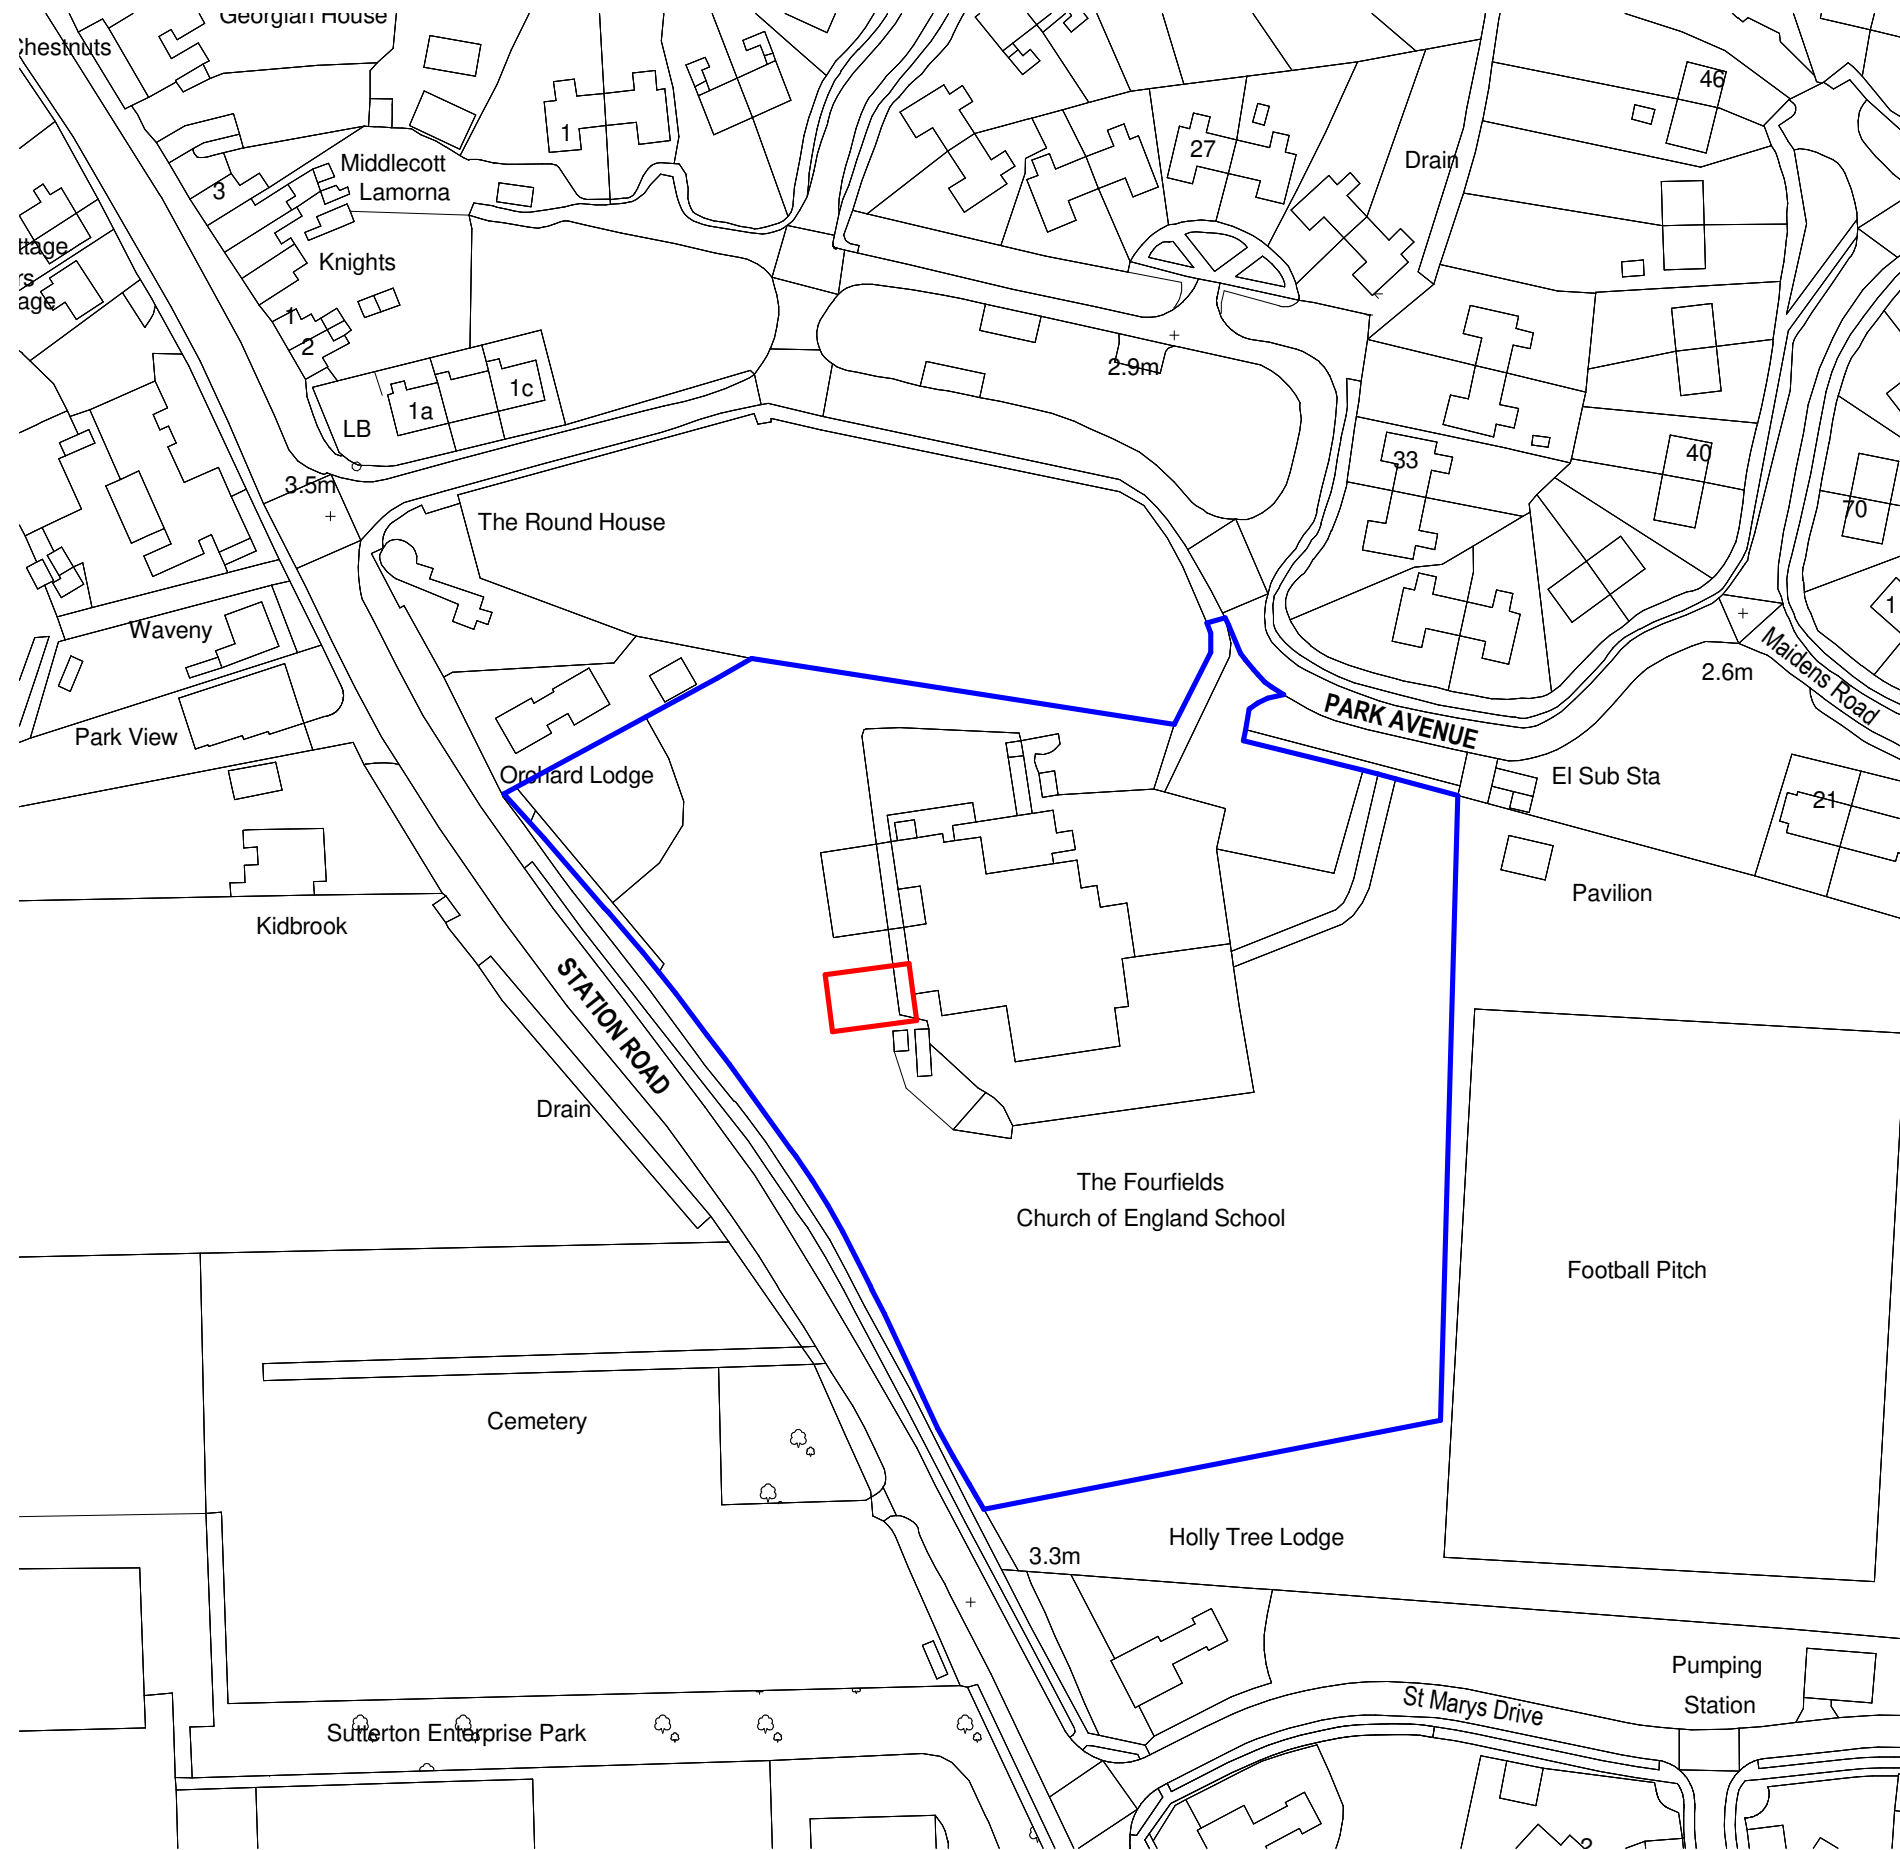 Georgian House
Chestnuts
46
1
27
Middlecott
Drain
Lamorna
3
Knights
1
2
2.9m
1c
1a
LB
33
40
3.5m
70
The Round House
1
Waveny
Maidens Road
2.6m
PARK AVENUE
Park View
Orchard Lodge
El Sub Sta
21
Pavilion
Kidbrook
STATION ROAD
Drain
The Fourfields
Church of England School
Football Pitch
Cemetery
Holly Tree Lodge
3.3m
Pumping
Station
St Marys Drive
Sutterton Enterprise Park